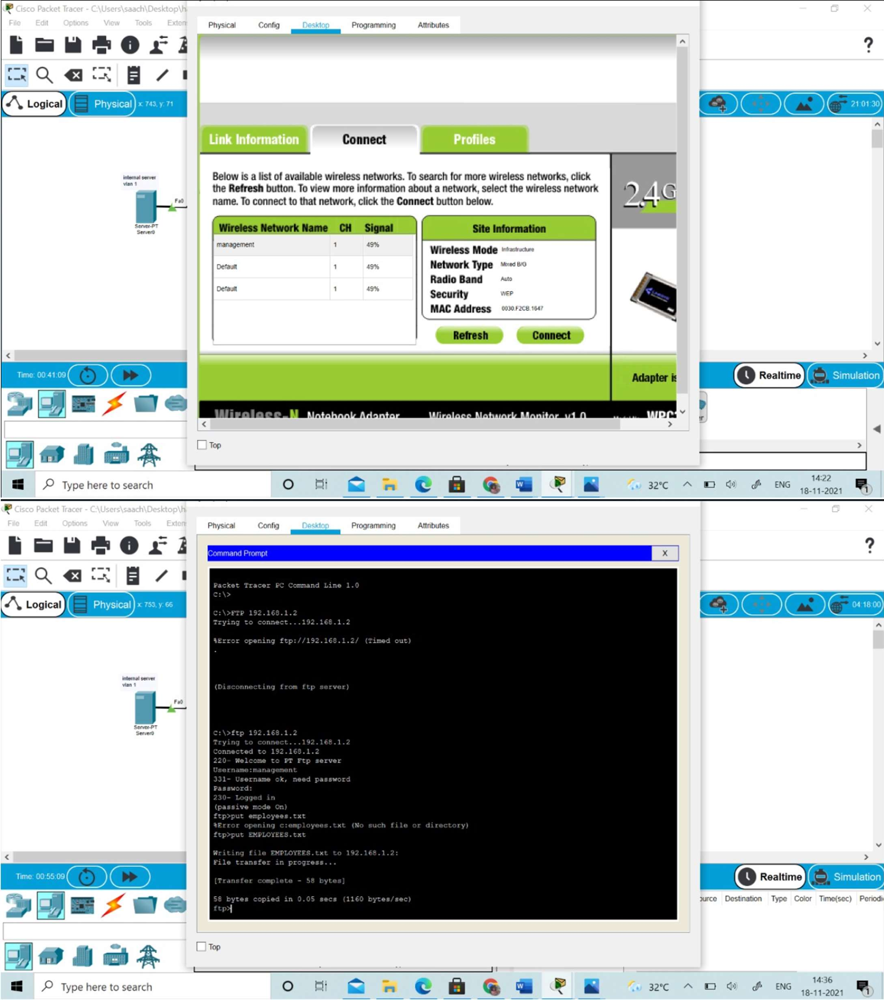 Cisco Packet Tracer - C:\Users\saach\Desktop\h
File Edit Options View Tools Exten
Physical Config Desktop Programming Attributes
?
Logical Physical x: 743, y: 71
21:01:30
Link Information Connect Profiles
Below is a list of available wireless networks. To search for more wireless networks, click
the Refresh button. To view more information about a network, select the wireless network
name. To connect to that network, click the Connect button below.
2.4G
internal server
vlan 1
Fa0
Server-PT
Server0
Wireless Network Name CH Signal
management 1 49%
Default 1 49%
Default 1 49%
Site Information
Wireless Mode Infrastructure
Network Type Mixed B/G
Radio Band Auto
Security WEP
MAC Address 0030.F2CB.1647
Refresh Connect
Adapter is
Wireless-N Notebook Adapter Wireless Network Monitor v1.0 WPC
Time: 00:41:09
Realtime Simulation
Top
Type here to search
32°C ENG 14:22
18-11-2021
1
Cisco Packet Tracer - C:\Users\saach\Desktop\h
File Edit Options View Tools Exten
Physical Config Desktop Programming Attributes
?
Logical Physical x: 753, y: 66
04:18:00
Command Prompt X
Packet Tracer PC Command Line 1.0
C:\>
C:\>FTP 192.168.1.2
Trying to connect...192.168.1.2
%Error opening ftp://192.168.1.2/ (Timed out)
.
(Disconnecting from ftp server)
C:\>ftp 192.168.1.2
Trying to connect...192.168.1.2
Connected to 192.168.1.2
220- Welcome to PT Ftp server
Username:management
331- Username ok, need password
Password:
230- Logged in
(passive mode On)
ftp>put employees.txt
%Error opening c:employees.txt (No such file or directory)
ftp>put EMPLOYEES.txt
Writing file EMPLOYEES.txt to 192.168.1.2:
File transfer in progress...
[Transfer complete - 58 bytes]
58 bytes copied in 0.05 secs (1160 bytes/sec)
ftp>
internal server
vlan 1
Fa0
Server-PT
Server0
Time: 00:55:09
Realtime Simulation
ource Destination Type Color Time(sec) Periodi
Top
Type here to search
32°C ENG 14:36
18-11-2021
1